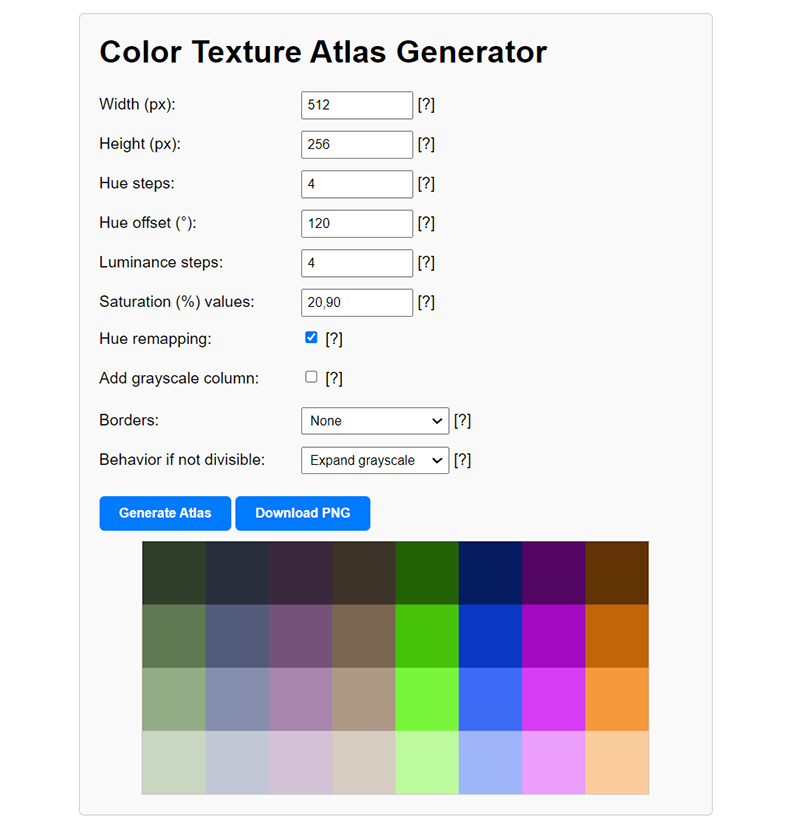 Color Texture Atlas Generator
Width (px): 512 [?]
Height (px): 256 [?]
Hue steps: 4 [?]
Hue offset (°): 120 [?]
Luminance steps: 4 [?]
Saturation (%) values: 20,90 [?]
Hue remapping: [?]
Add grayscale column: [?]
Borders: None [?]
Behavior if not divisible: Expand grayscale [?]
Generate Atlas Download PNG